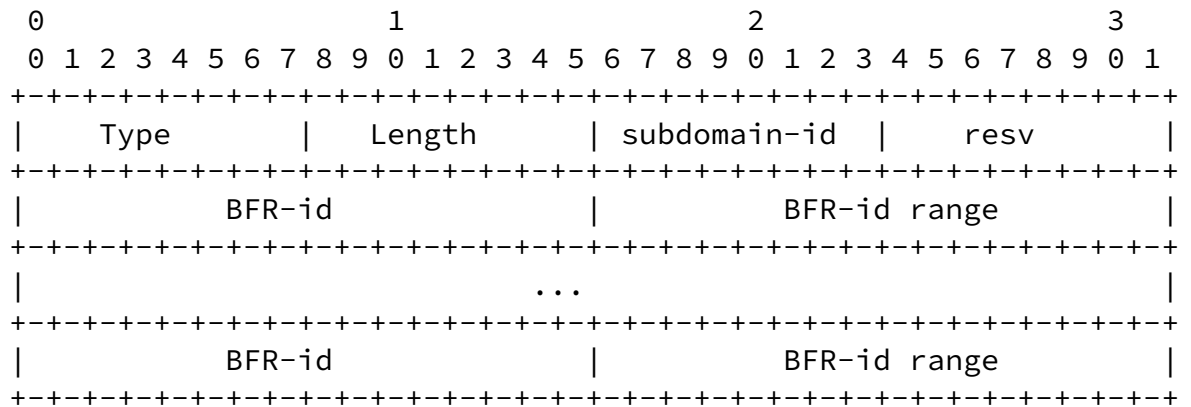 0                   1                   2                   3
 0 1 2 3 4 5 6 7 8 9 0 1 2 3 4 5 6 7 8 9 0 1 2 3 4 5 6 7 8 9 0 1
+-+-+-+-+-+-+-+-+-+-+-+-+-+-+-+-+-+-+-+-+-+-+-+-+-+-+-+-+-+-+-+-+
|    Type       |   Length      | subdomain-id  |    resv       |
+-+-+-+-+-+-+-+-+-+-+-+-+-+-+-+-+-+-+-+-+-+-+-+-+-+-+-+-+-+-+-+-+
|           BFR-id              |          BFR-id range         |
+-+-+-+-+-+-+-+-+-+-+-+-+-+-+-+-+-+-+-+-+-+-+-+-+-+-+-+-+-+-+-+-+
|                            ...                                |
+-+-+-+-+-+-+-+-+-+-+-+-+-+-+-+-+-+-+-+-+-+-+-+-+-+-+-+-+-+-+-+-+
|           BFR-id              |          BFR-id range         |
+-+-+-+-+-+-+-+-+-+-+-+-+-+-+-+-+-+-+-+-+-+-+-+-+-+-+-+-+-+-+-+-+